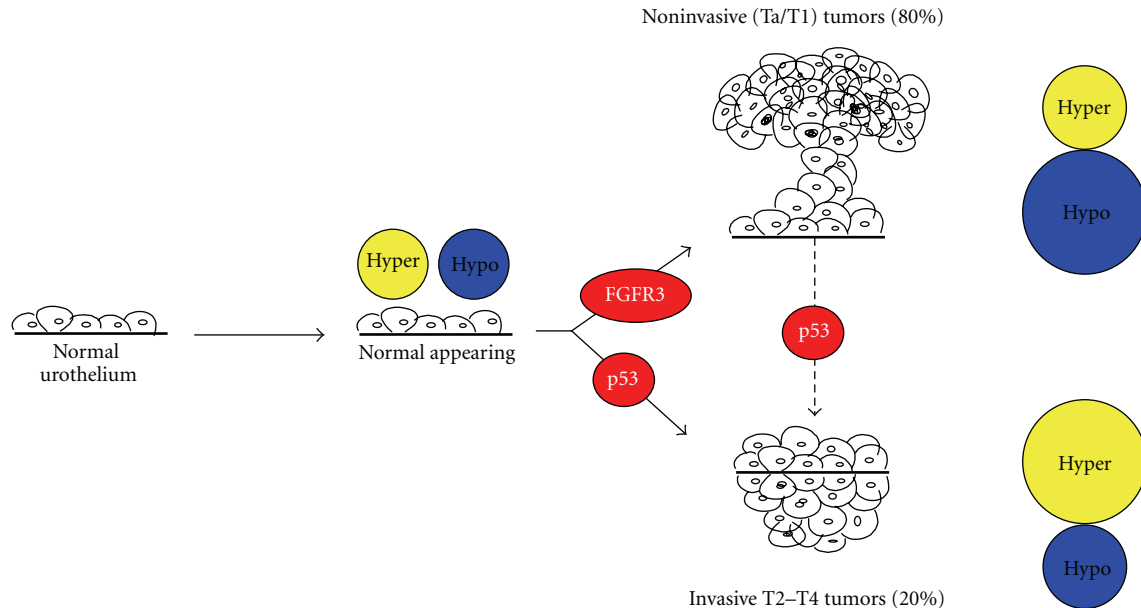 Noninvasive (Ta/T1) tumors (80%)
Hyper
Hypo
Hyper
Hypo
FGFR3
Normal
urothelium
Normal appearing
p53
p53
Hyper
Hypo
Invasive T2–T4 tumors (20%)